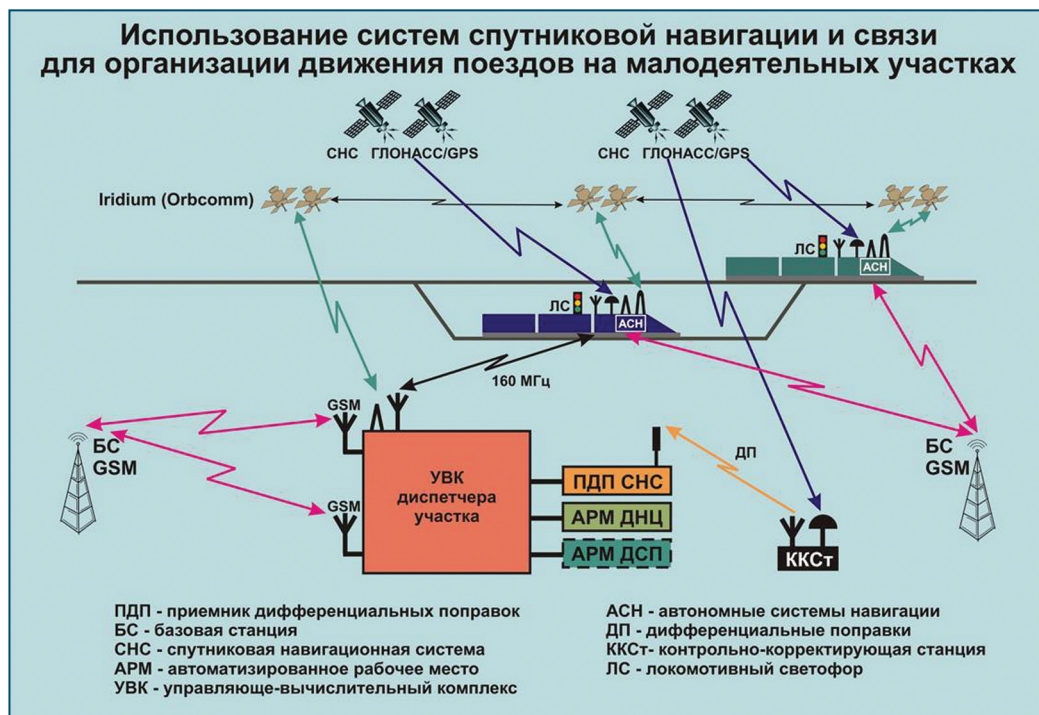 Использование систем спутниковой навигации и связи
для организации движения поездов на малодеятельных участках
СНС ГЛОНАСС/GPS
СНС ГЛОНАСС/GPS
Iridium (Orbcomm)
ЛС
АСН
ЛС
АСН
160 МГц
GSM
БС
GSM
GSM
УВК
диспетчера
участка
ПДП СНС
АРМ ДНЦ
АРМ ДСП
ДП
ККСт
БС
GSM
ПДП - приемник дифференциальных поправок
БС - базовая станция
СНС - спутниковая навигационная система
АРМ - автоматизированное рабочее место
УВК - управляюще-вычислительный комплекс
АСН - автономные системы навигации
ДП - дифференциальные поправки
ККСт- контрольно-корректирующая станция
ЛС - локомотивный светофор